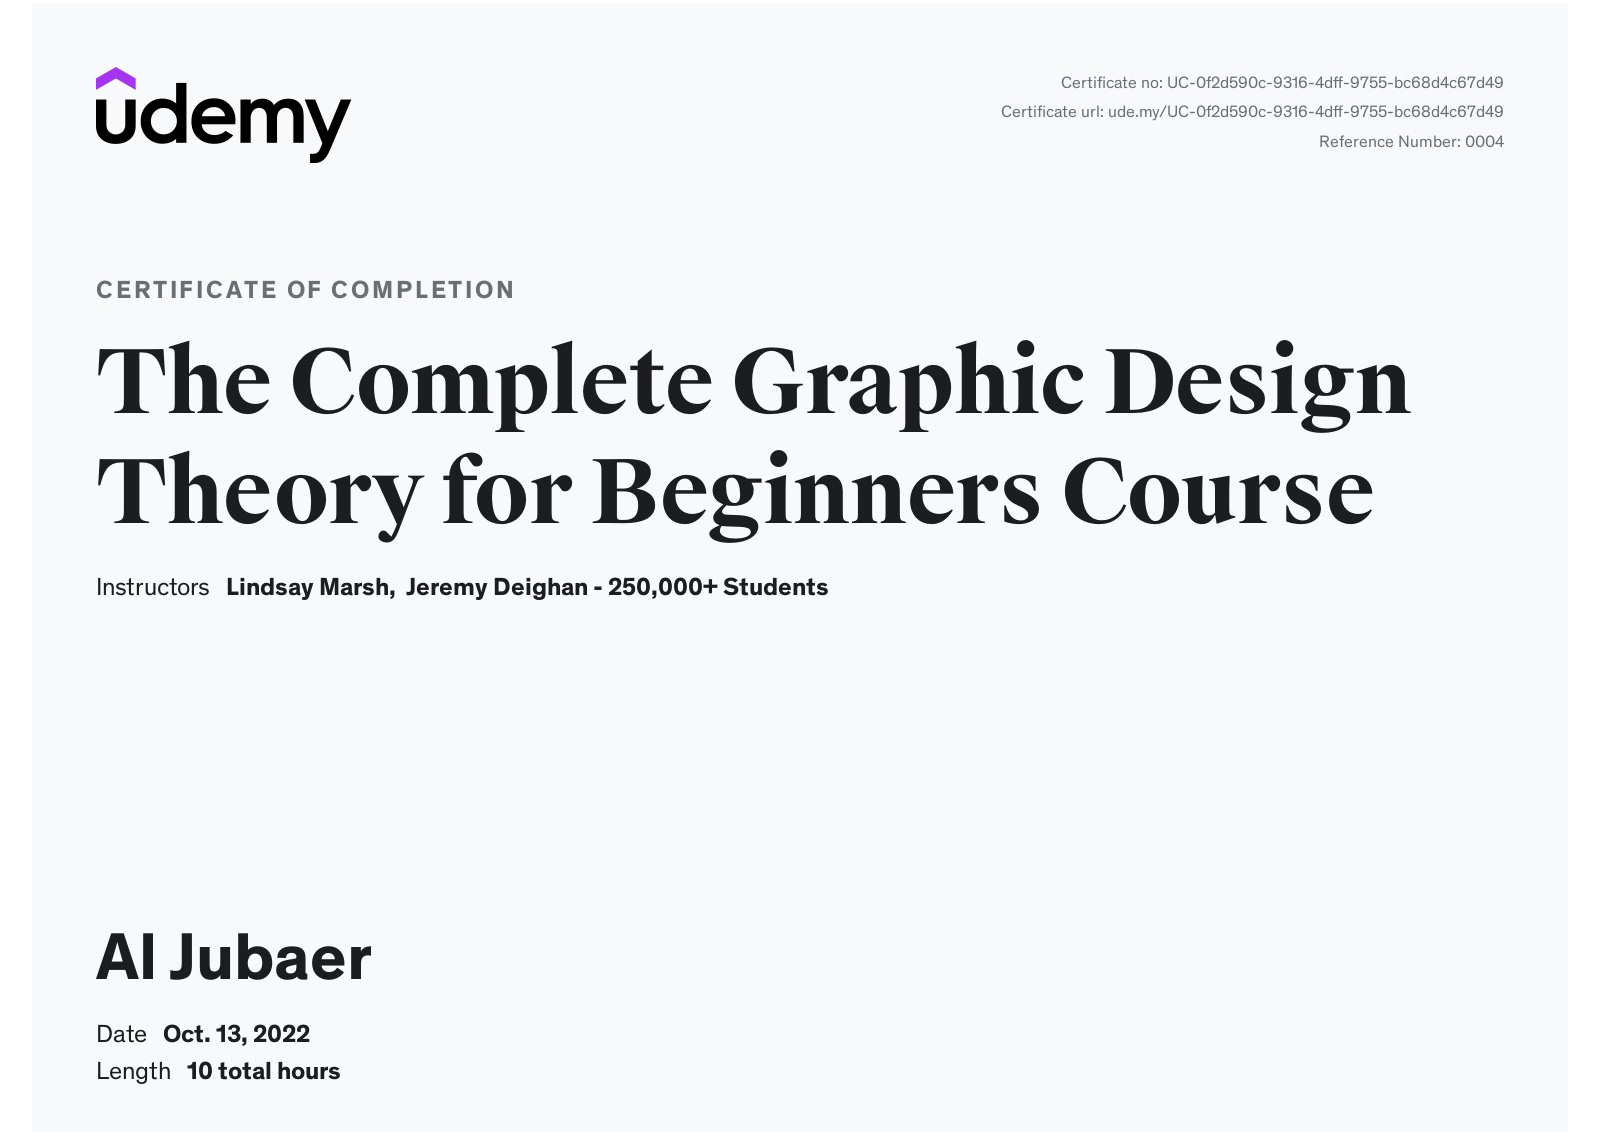 udemy
Certificate no: UC-0f2d590c-9316-4dff-9755-bc68d4c67d49
Certificate url: ude.my/UC-0f2d590c-9316-4dff-9755-bc68d4c67d49
Reference Number: 0004
CERTIFICATE OF COMPLETION
The Complete Graphic Design
Theory for Beginners Course
Instructors Lindsay Marsh, Jeremy Deighan - 250,000+ Students
Al Jubaer
Date Oct. 13, 2022
Length 10 total hours